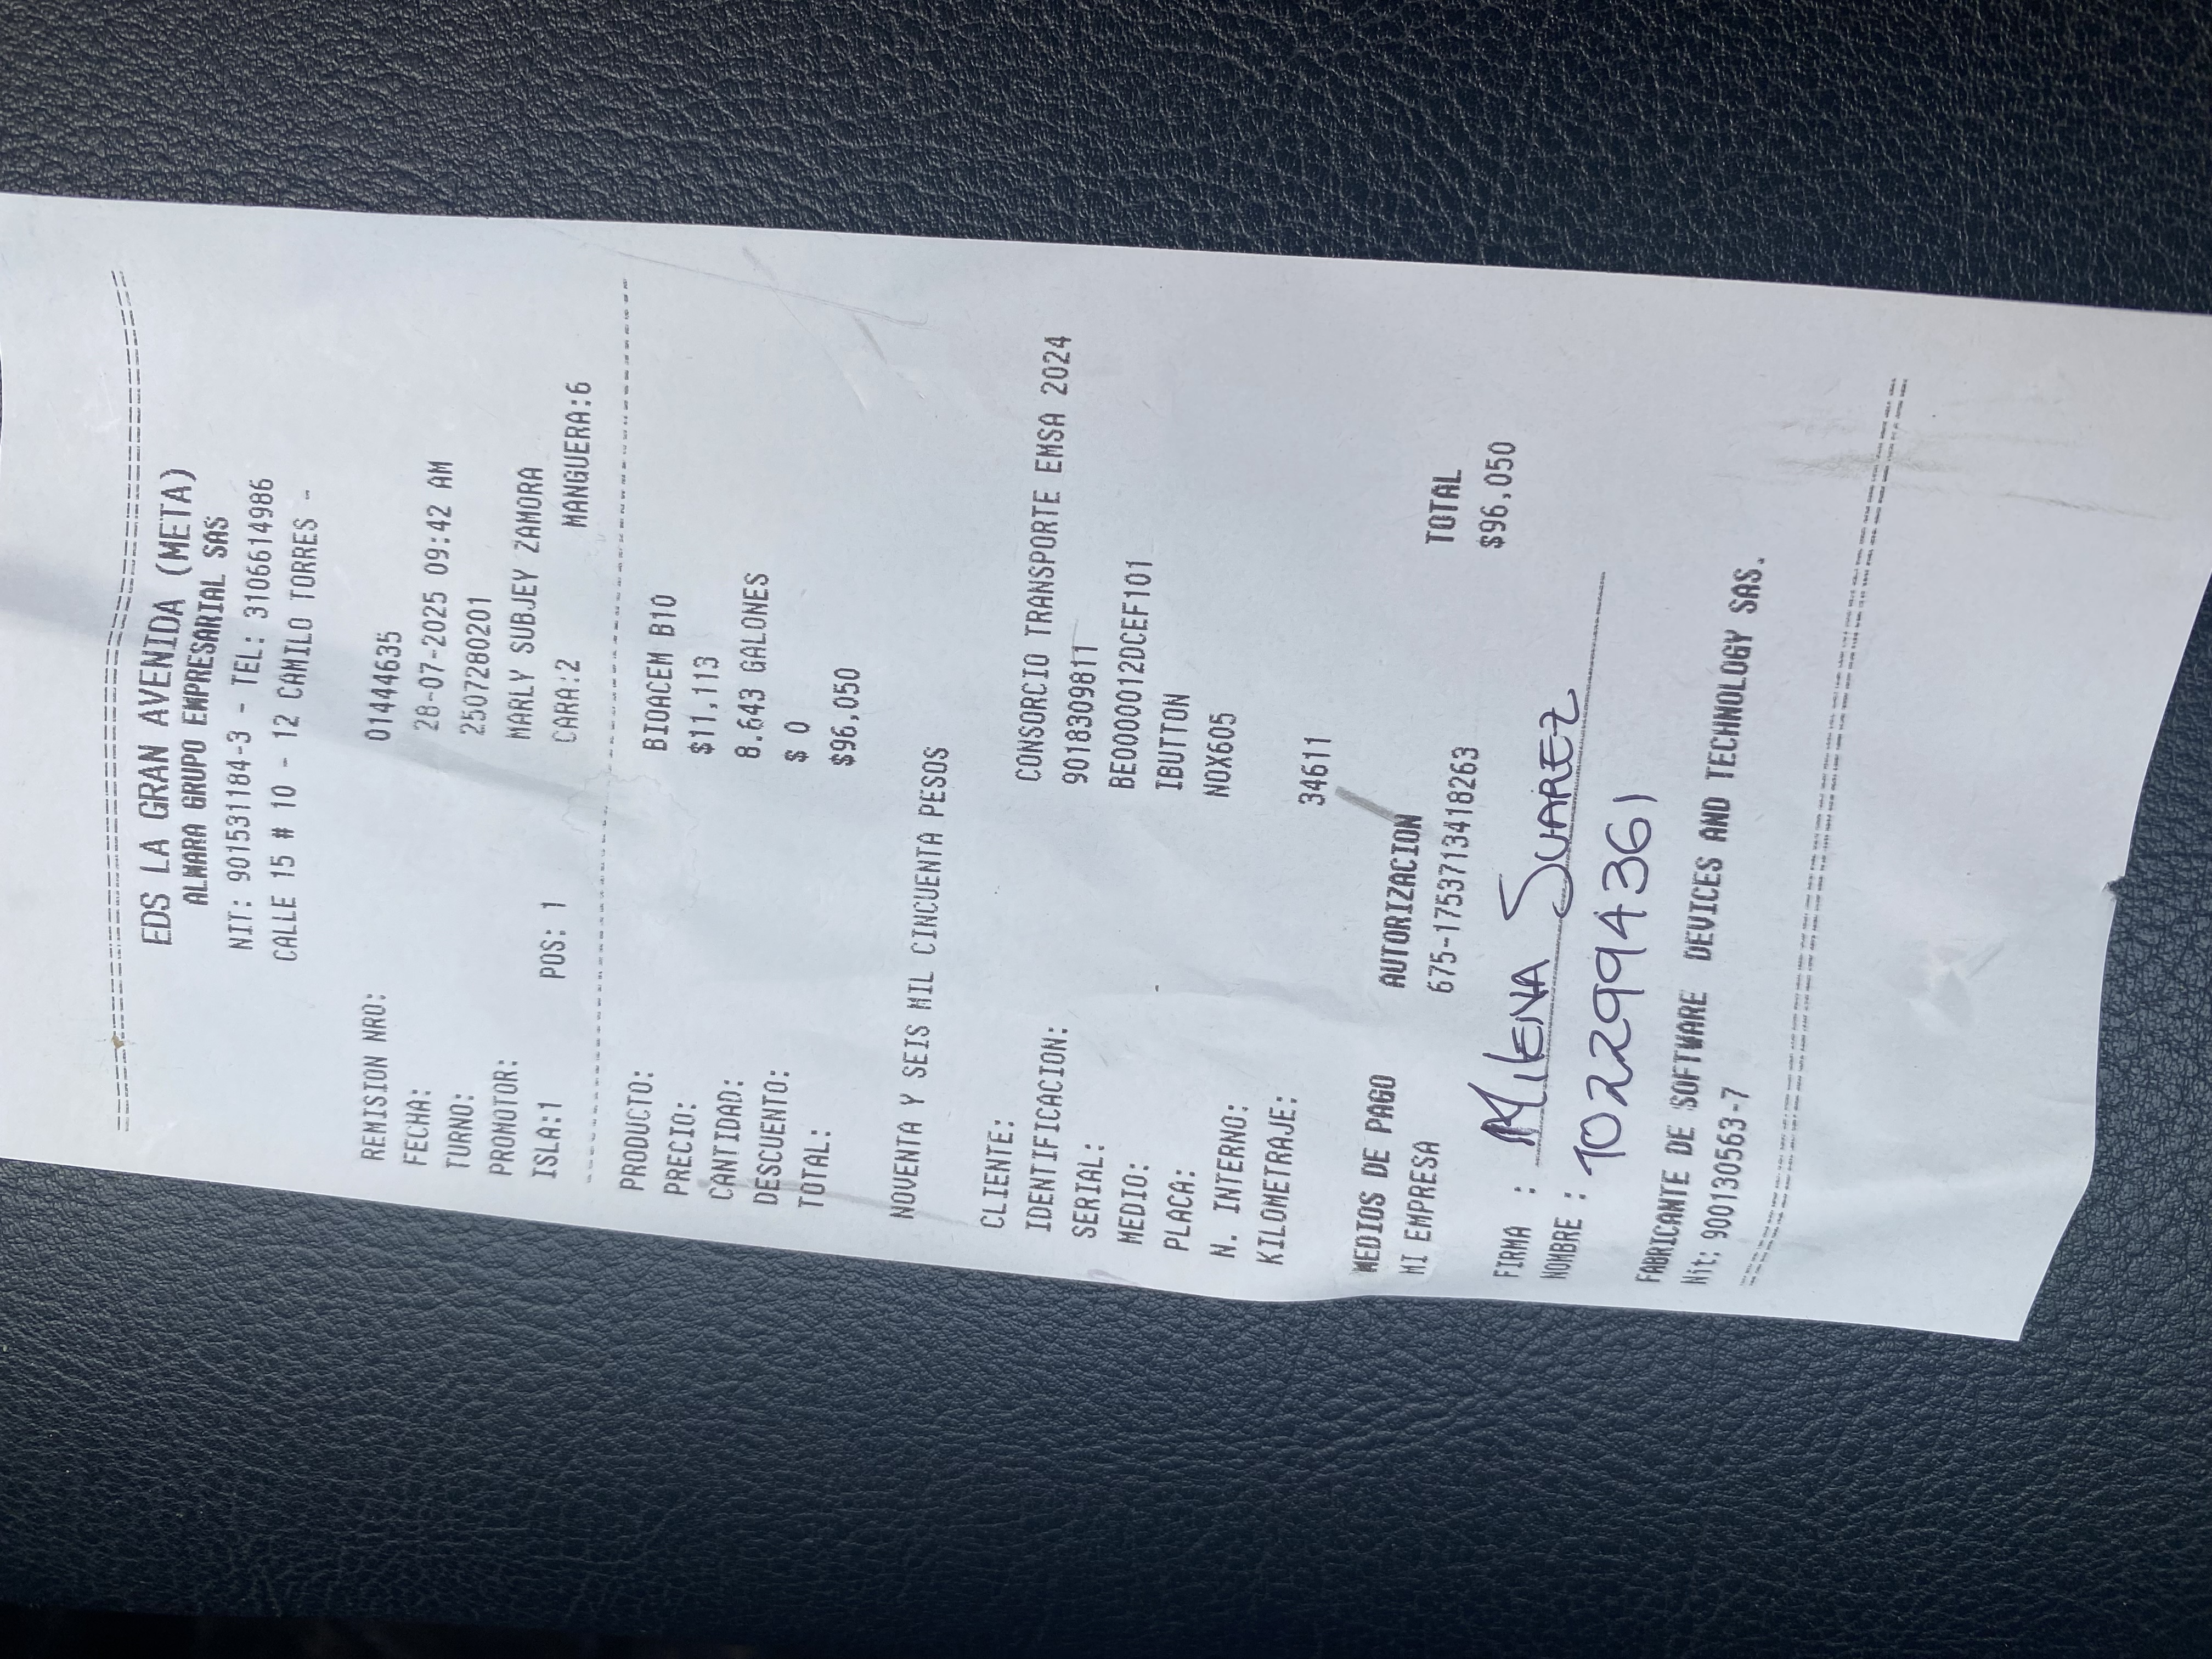 EDS LA GRAN AVENIDA (META)
ALMARA GRUPO EMPRESARIAL SAS
NIT: 901531184-3 - TEL: 3106614986
CALLE 15 # 10 - 12 CAMILO TORRES -
REMISION NRO: 01444635
FECHA: 28-07-2025 09:42 AM
TURNO: 2507280201
PROMOTOR: MARLY SUBJEY ZAMORA
ISLA:1 POS: 1 CARA:2 MANGUERA:6
PRODUCTO: BIOACEM B10
PRECIO: $11,113
CANTIDAD: 8.643 GALONES
DESCUENTO: $ 0
TOTAL: $96,050
NOVENTA Y SEIS MIL CINCUENTA PESOS
CLIENTE: CONSORCIO TRANSPORTE EMSA 2024
IDENTIFICACION: 901830981
SERIAL: BE0000012DCEF101
MEDIO: IBUTTON
PLACA: NOX605
N. INTERNO:
KILOMETRAJE: 34611
MEDIOS DE PAGO AUTORIZACION TOTAL
MI EMPRESA 675-1753713418263 $96,050
FIRMA : MILENA SUAREZ
NOMBRE : 1022994361
FABRICANTE DE SOFTWARE DEVICES AND TECHNOLOGY SAS.
Nit: 900130563-7